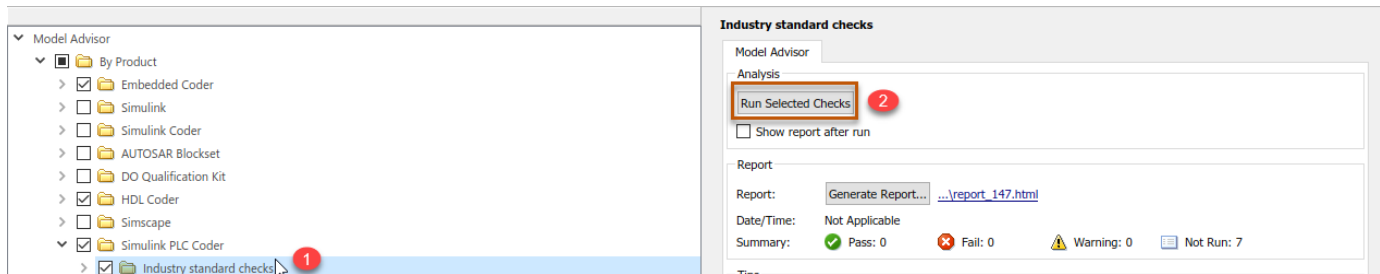 Model Advisor
By Product
Embedded Coder
Simulink
Simulink Coder
AUTOSAR Blockset
DO Qualification Kit
HDL Coder
Simscape
Simulink PLC Coder
Industry standard checks
1
Industry standard checks
Model Advisor
Analysis
Run Selected Checks
2
Show report after run
Report
Report: Generate Report... ...\report_147.html
Date/Time: Not Applicable
Summary: Pass: 0 Fail: 0 Warning: 0 Not Run: 7